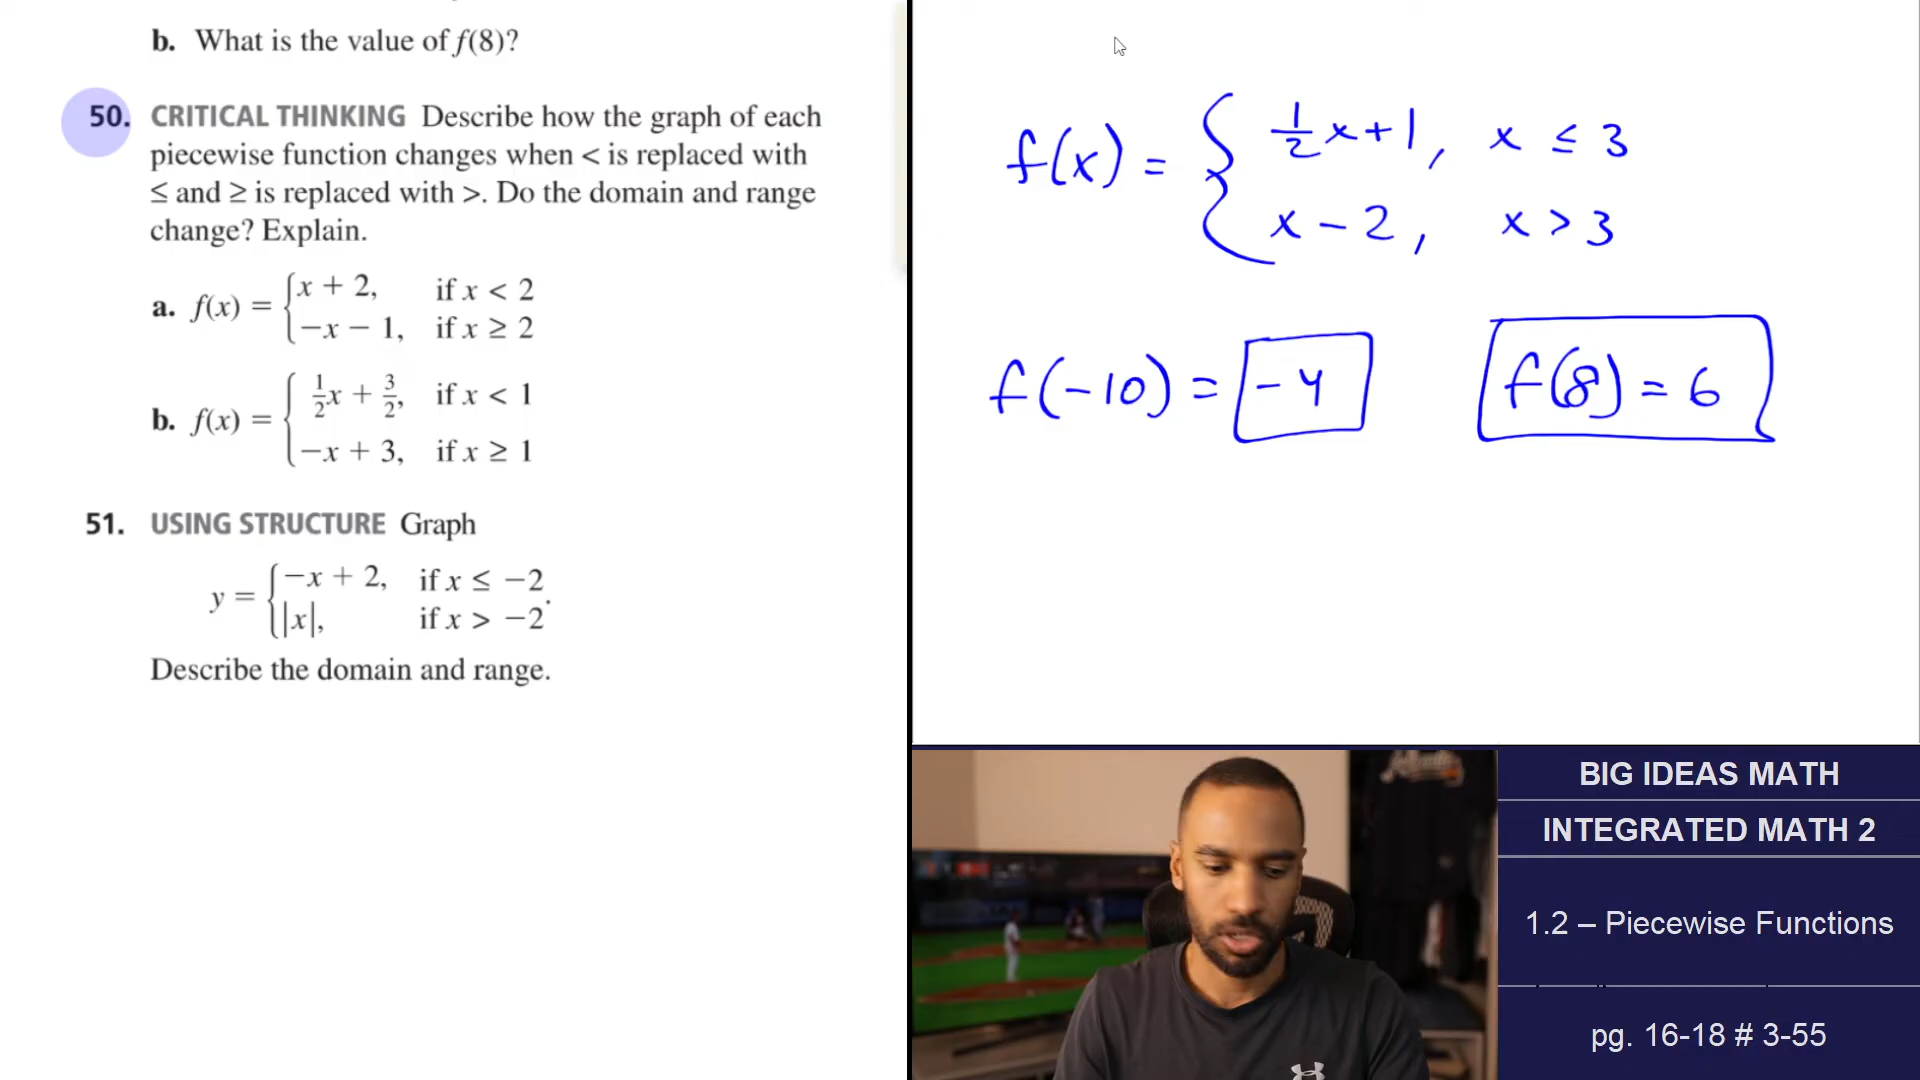 b. What is the value of f(8)?
50. CRITICAL THINKING Describe how the graph of each
piecewise function changes when < is replaced with
≤ and ≥ is replaced with >. Do the domain and range
change? Explain.
a. f(x) = { x + 2, if x < 2
−x − 1, if x ≥ 2
b. f(x) = { 1/2 x + 3/2, if x < 1
−x + 3, if x ≥ 1
51. USING STRUCTURE Graph
y = { −x + 2, if x ≤ −2
|x|, if x > −2.
Describe the domain and range.
f(x) = { 1/2 x + 1, x ≤ 3
x − 2, x > 3
f(−10) = −4
f(8) = 6
BIG IDEAS MATH
INTEGRATED MATH 2
1.2 – Piecewise Functions
pg. 16-18 # 3-55